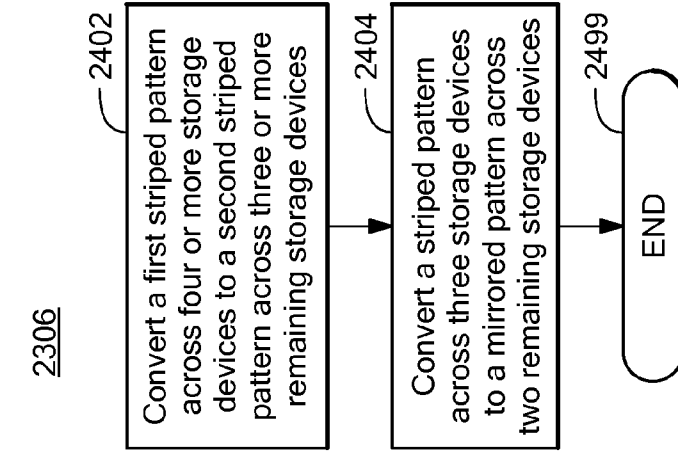 2306
2402
Convert a first striped pattern
across four or more storage
devices to a second striped
pattern across three or more
remaining storage devices
2404
Convert a striped pattern
across three storage devices
to a mirrored pattern across
two remaining storage devices
2499
END